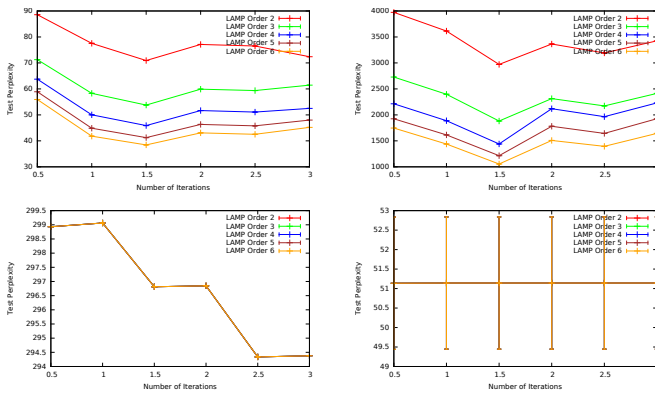 90
80
70
60
50
40
30
0.5
1
1.5
2
2.5
3
Test Perplexity
Number of Iterations
LAMP Order 2
LAMP Order 3
LAMP Order 4
LAMP Order 5
LAMP Order 6
4000
3500
3000
2500
2000
1500
1000
0.5
1
1.5
2
2.5
3
Test Perplexity
Number of Iterations
LAMP Order 2
LAMP Order 3
LAMP Order 4
LAMP Order 5
LAMP Order 6
299.5
299
298.5
298
297.5
297
296.5
296
295.5
295
294.5
294
0.5
1
1.5
2
2.5
3
Test Perplexity
Number of Iterations
LAMP Order 2
LAMP Order 3
LAMP Order 4
LAMP Order 5
LAMP Order 6
53
52.5
52
51.5
51
50.5
50
49.5
49
0.5
1
1.5
2
2.5
3
Test Perplexity
Number of Iterations
LAMP Order 2
LAMP Order 3
LAMP Order 4
LAMP Order 5
LAMP Order 6